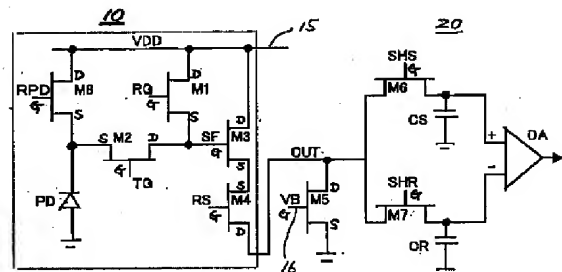 10
15
20
VDD
D
D
D
SHS
G
RPD
M8
RG
M1
M6
G
G
S
S
S M2 D
SF
M3
CS
G
OUT
+
OA
-
S
G
TG
S
D
SHR
G
PD
RS
M4
VB
M5
G
G
S
M7
D
16
CR